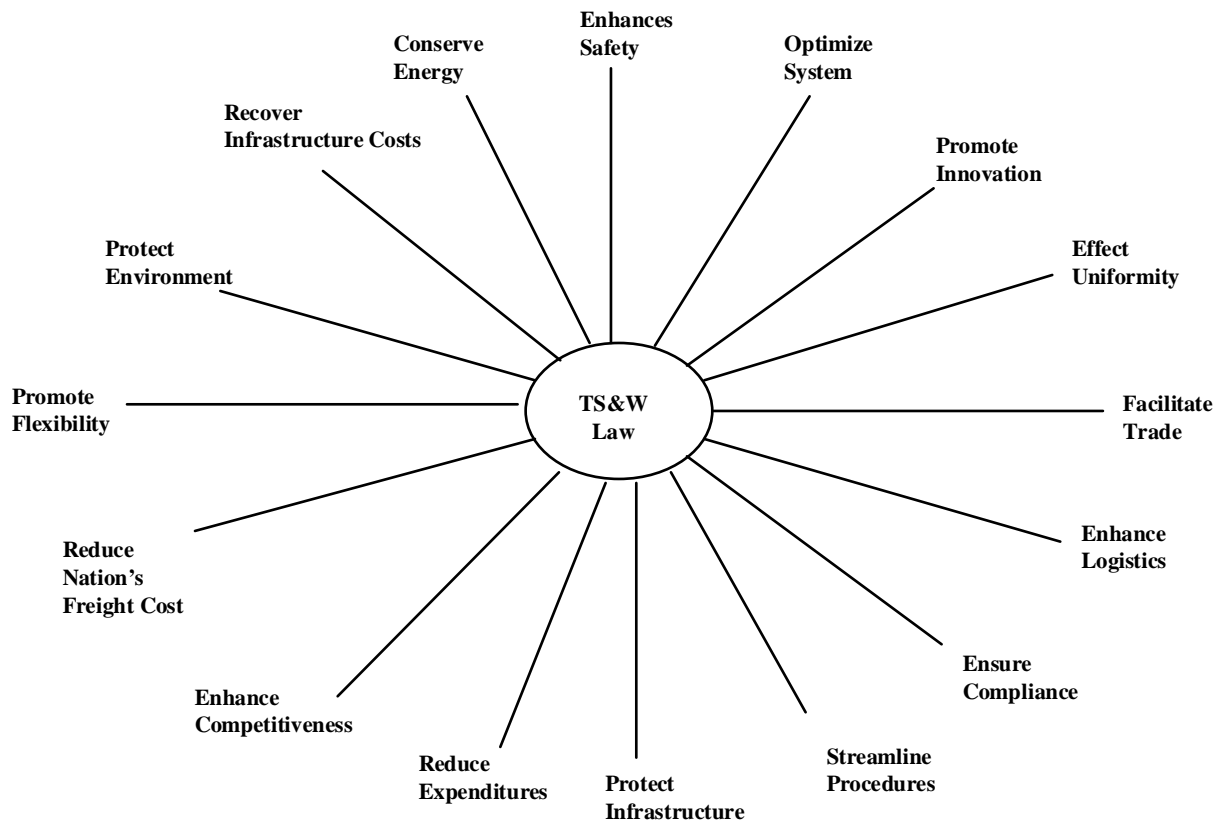 Enhances
Safety
Optimize
System
Promote
Innovation
Effect
Uniformity
Facilitate
Trade
Enhance
Logistics
Ensure
Compliance
Streamline
Procedures
Protect
Infrastructure
Reduce
Expenditures
Enhance
Competitiveness
Reduce
Nation's
Freight Cost
Promote
Flexibility
Protect
Environment
Recover
Infrastructure Costs
Conserve
Energy
TS&W
Law